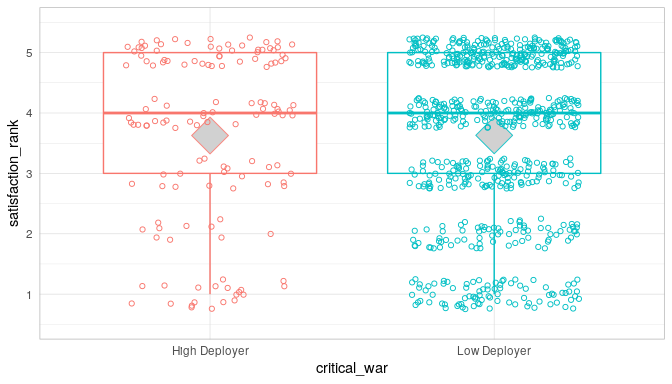 satisfaction_rank
5
4
3
2
1
High Deployer
Low Deployer
critical_war